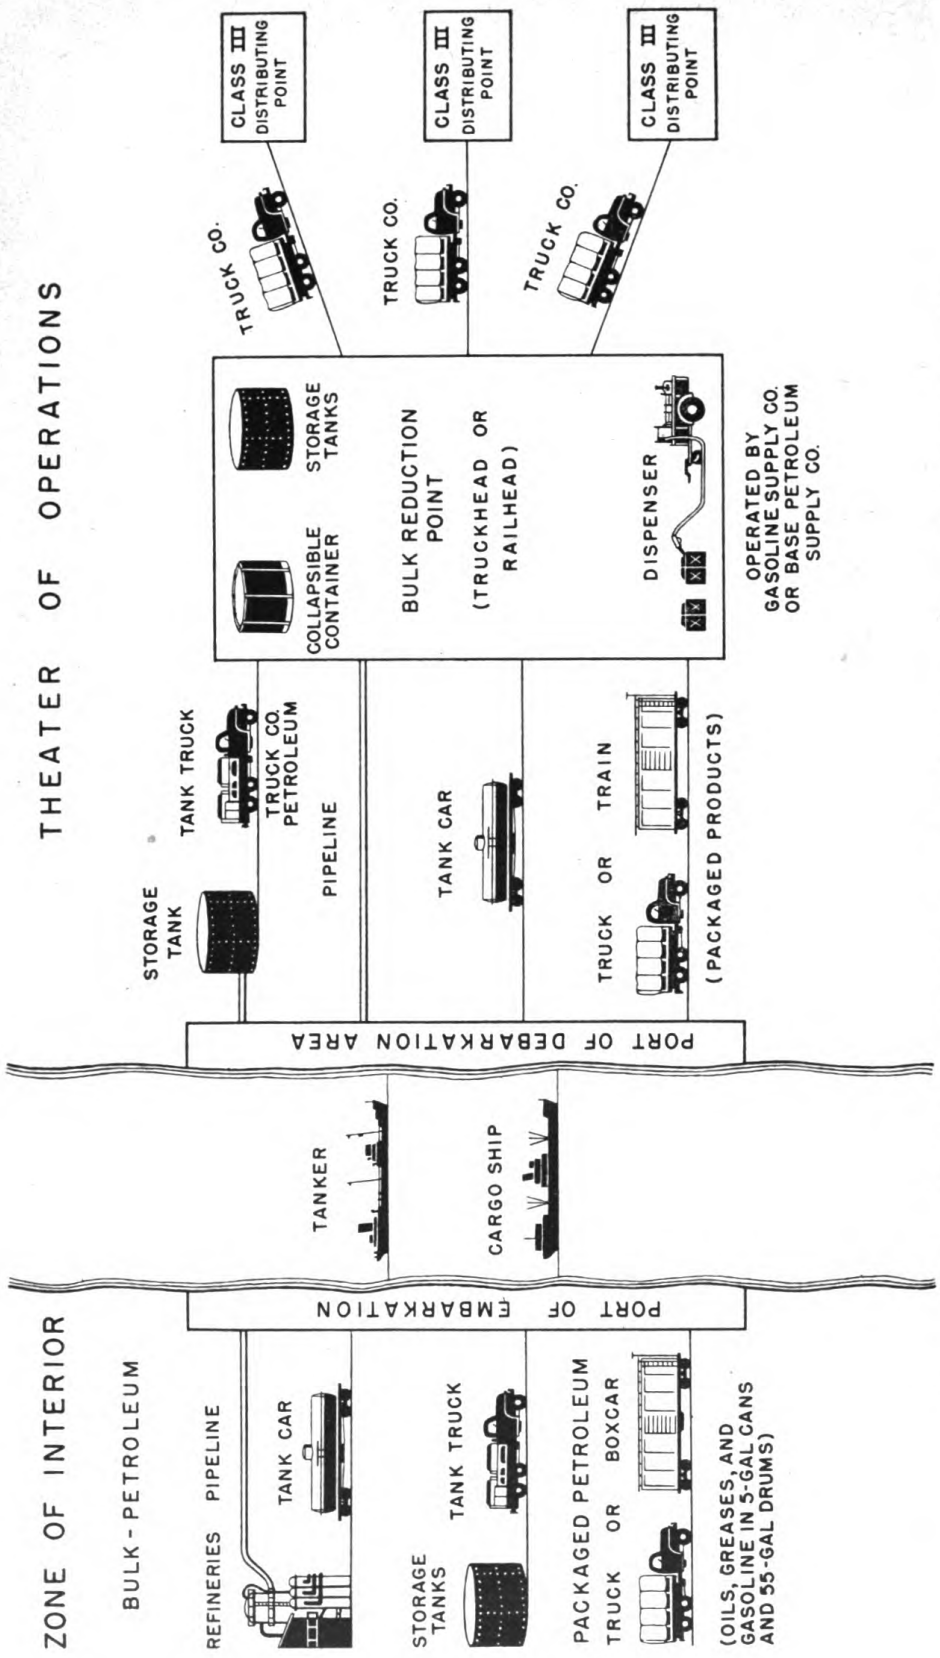 ZONE OF INTERIOR
THEATER OF OPERATIONS
BULK-PETROLEUM
REFINERIES PIPELINE
TANK CAR
STORAGE
TANKS
TANK TRUCK
PACKAGED PETROLEUM
TRUCK OR BOXCAR
(OILS, GREASES, AND
GASOLINE IN 5-GAL CANS
AND 55-GAL DRUMS)
PORT OF EMBARKATION
TANKER
CARGO SHIP
PORT OF DEBARKATION AREA
STORAGE
TANK
TANK TRUCK
TRUCK CO.
PETROLEUM
PIPELINE
TANK CAR
TRUCK OR TRAIN
(PACKAGED PRODUCTS)
COLLAPSIBLE
CONTAINER
STORAGE
TANKS
BULK REDUCTION
POINT
(TRUCKHEAD OR
RAILHEAD)
DISPENSER
OPERATED BY
GASOLINE SUPPLY CO.
OR BASE PETROLEUM
SUPPLY CO.
TRUCK CO.
TRUCK CO.
TRUCK CO.
CLASS III
DISTRIBUTING
POINT
CLASS III
DISTRIBUTING
POINT
CLASS III
DISTRIBUTING
POINT